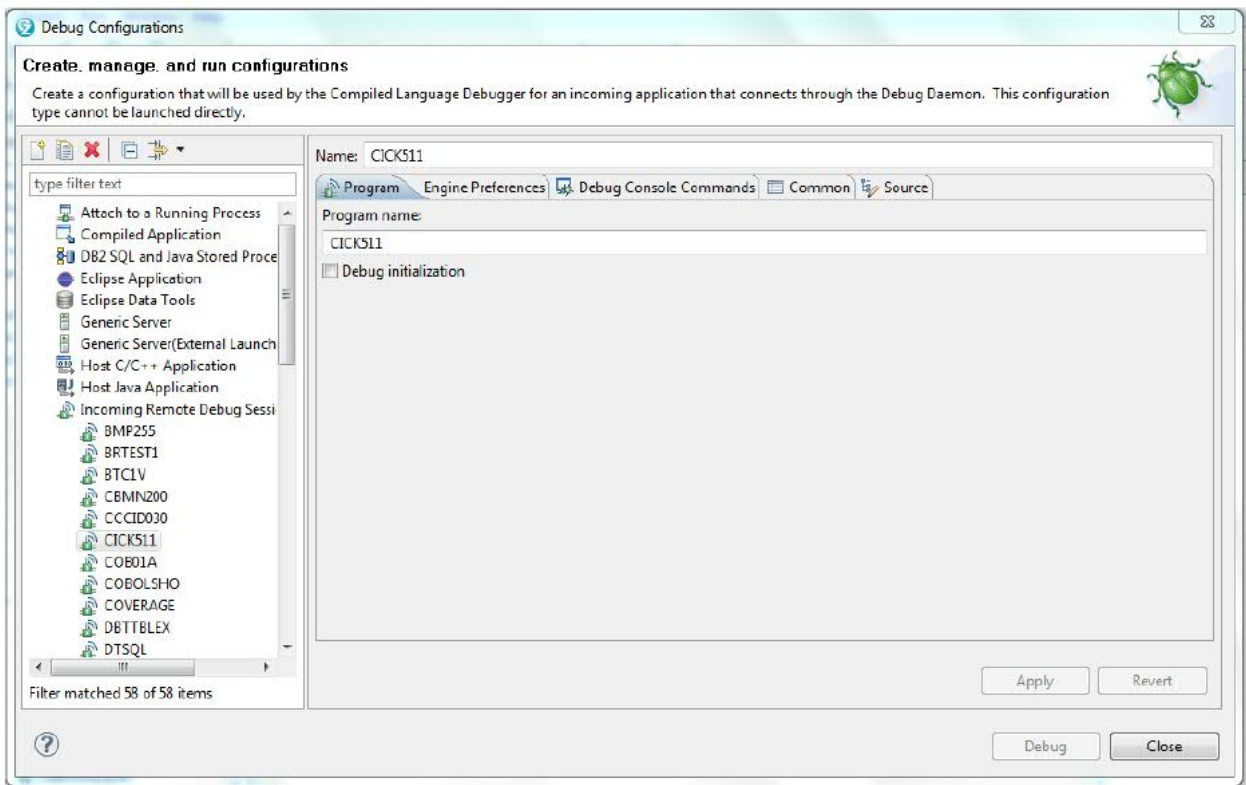 Debug Configurations
Create, manage, and run configurations
Create a configuration that will be used by the Compiled Language Debugger for an incoming application that connects through the Debug Daemon. This configuration
type cannot be launched directly.
type filter text
Attach to a Running Process
Compiled Application
DB2 SQL and Java Stored Proce
Eclipse Application
Eclipse Data Tools
Generic Server
Generic Server(External Launch
Host C/C++ Application
Host Java Application
Incoming Remote Debug Sessi
BMP255
BRTEST1
BTC1V
CBMN200
CCCID030
CICK511
COB01A
COBOLSHO
COVERAGE
DBTTBLEX
DTSQL
Filter matched 58 of 58 items
Name: CICK511
Program Engine Preferences Debug Console Commands Common Source
Program name:
CICK511
Debug initialization
Apply Revert
Debug Close